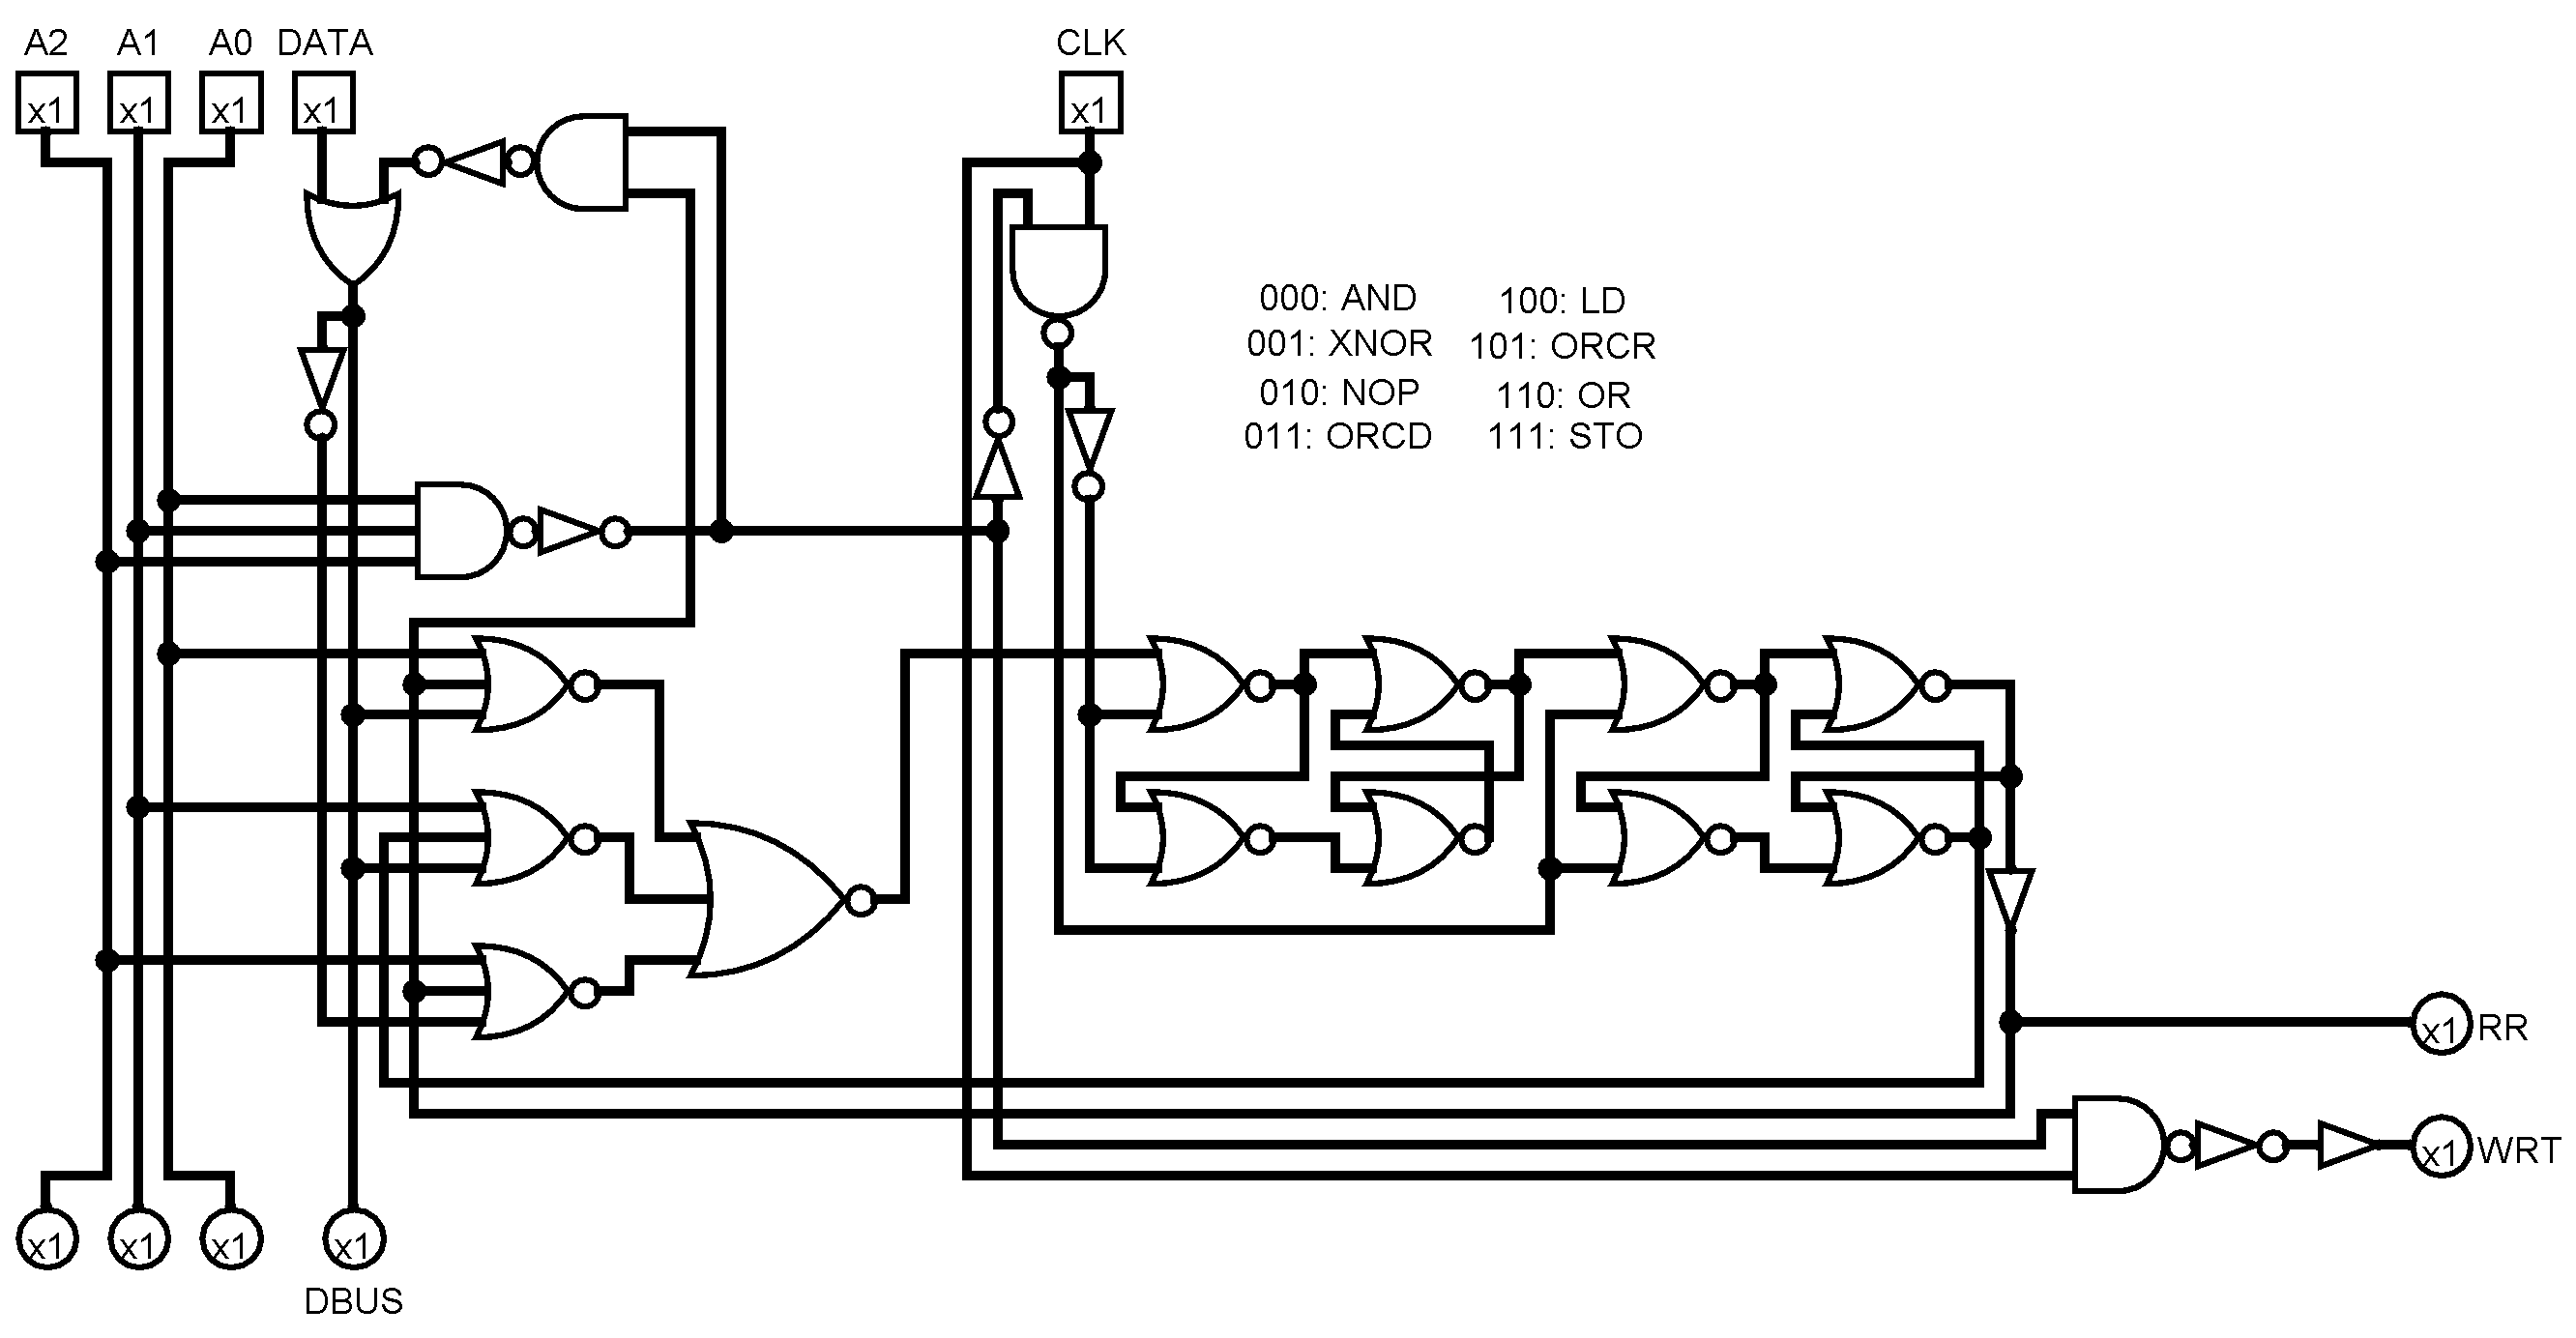 A2 A1 A0 DATA CLK
x1 x1 x1 x1 x1
000: AND 100: LD
001: XNOR 101: ORCR
010: NOP 110: OR
011: ORCD 111: STO
x1 RR
x1 WRT
x1 x1 x1 x1
DBUS